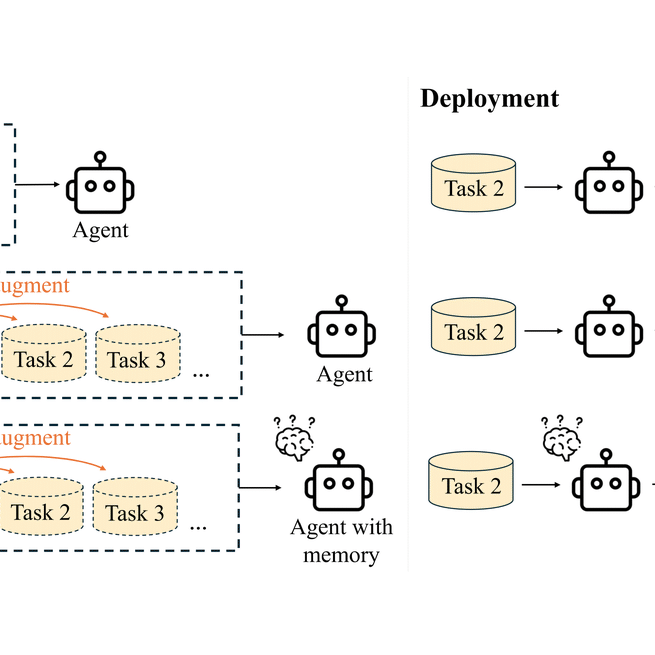 Deployment
Agent
Task 2
ugment
Task 2
Task 3
...
Agent
Task 2
ugment
? ? ?
Task 2
Task 3
...
Agent with
memory
? ? ?
Task 2